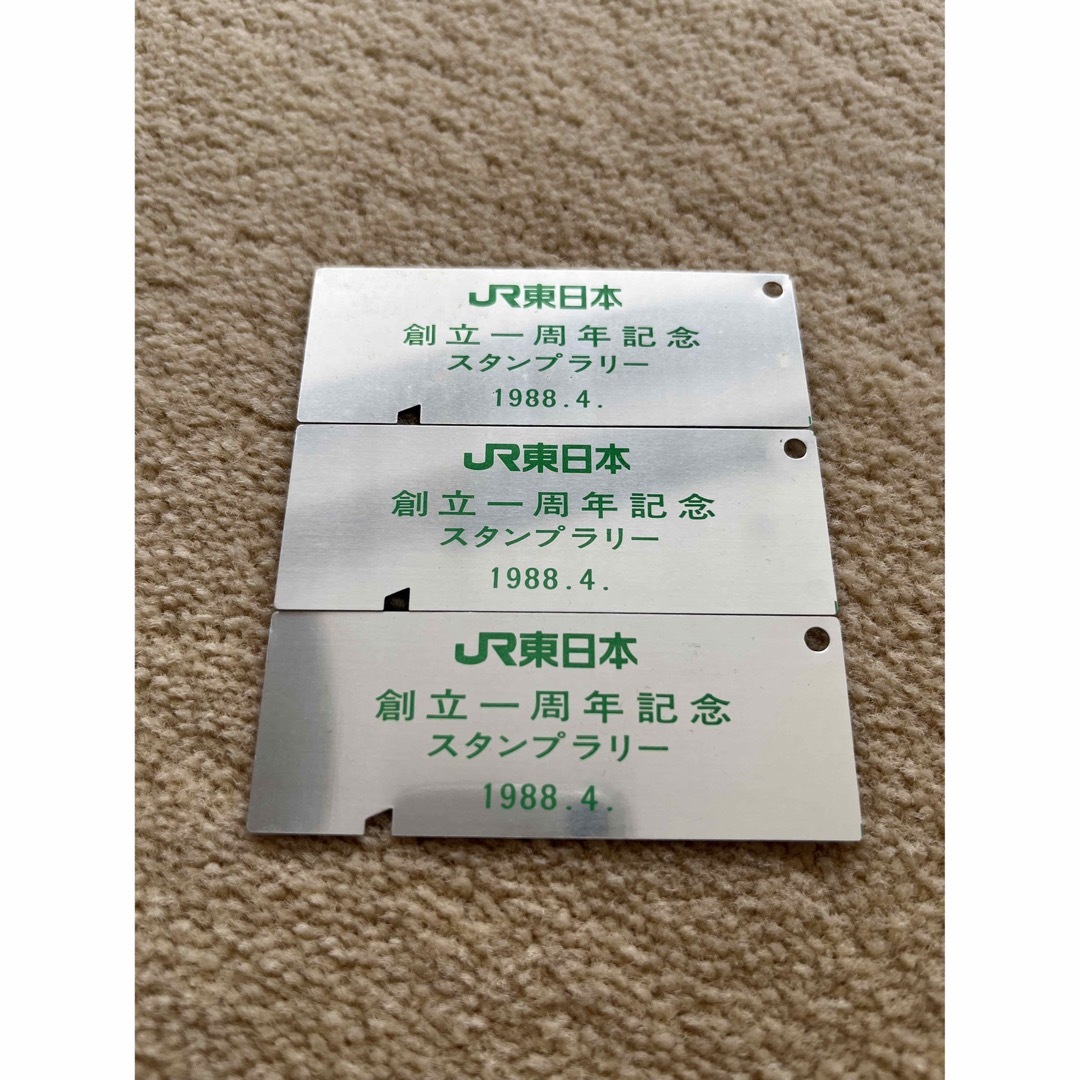 JR東日本
創立一周年記念
スタンプラリー
1988.4.
JR東日本
創立一周年記念
スタンプラリー
1988.4.
JR東日本
創立一周年記念
スタンプラリー
1988.4.